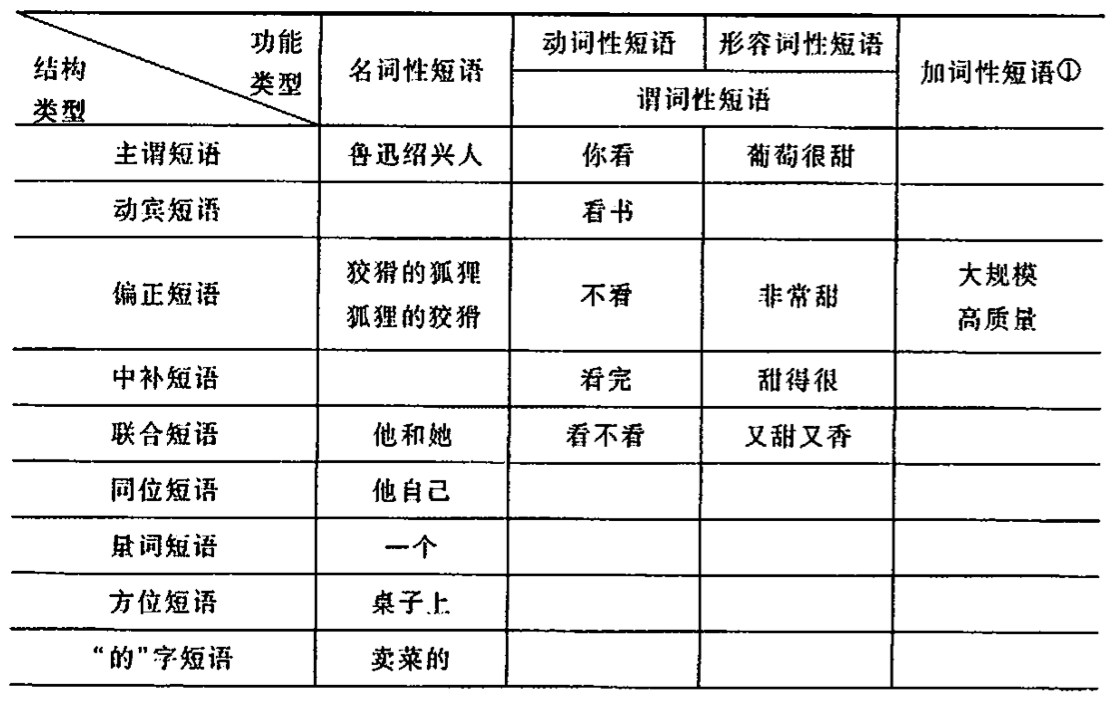 功能
类型
结构
类型
名词性短语
动词性短语 形容词性短语
谓词性短语
加词性短语①
主谓短语 鲁迅绍兴人 你看 葡萄很甜
动宾短语 看书
偏正短语 狡猾的狐狸 不看 非常甜 大规模
狐狸的狡猾 高质量
中补短语 看完 甜得很
联合短语 他和她 看不看 又甜又香
同位短语 他自己
量词短语 一个
方位短语 桌子上
“的”字短语 卖菜的